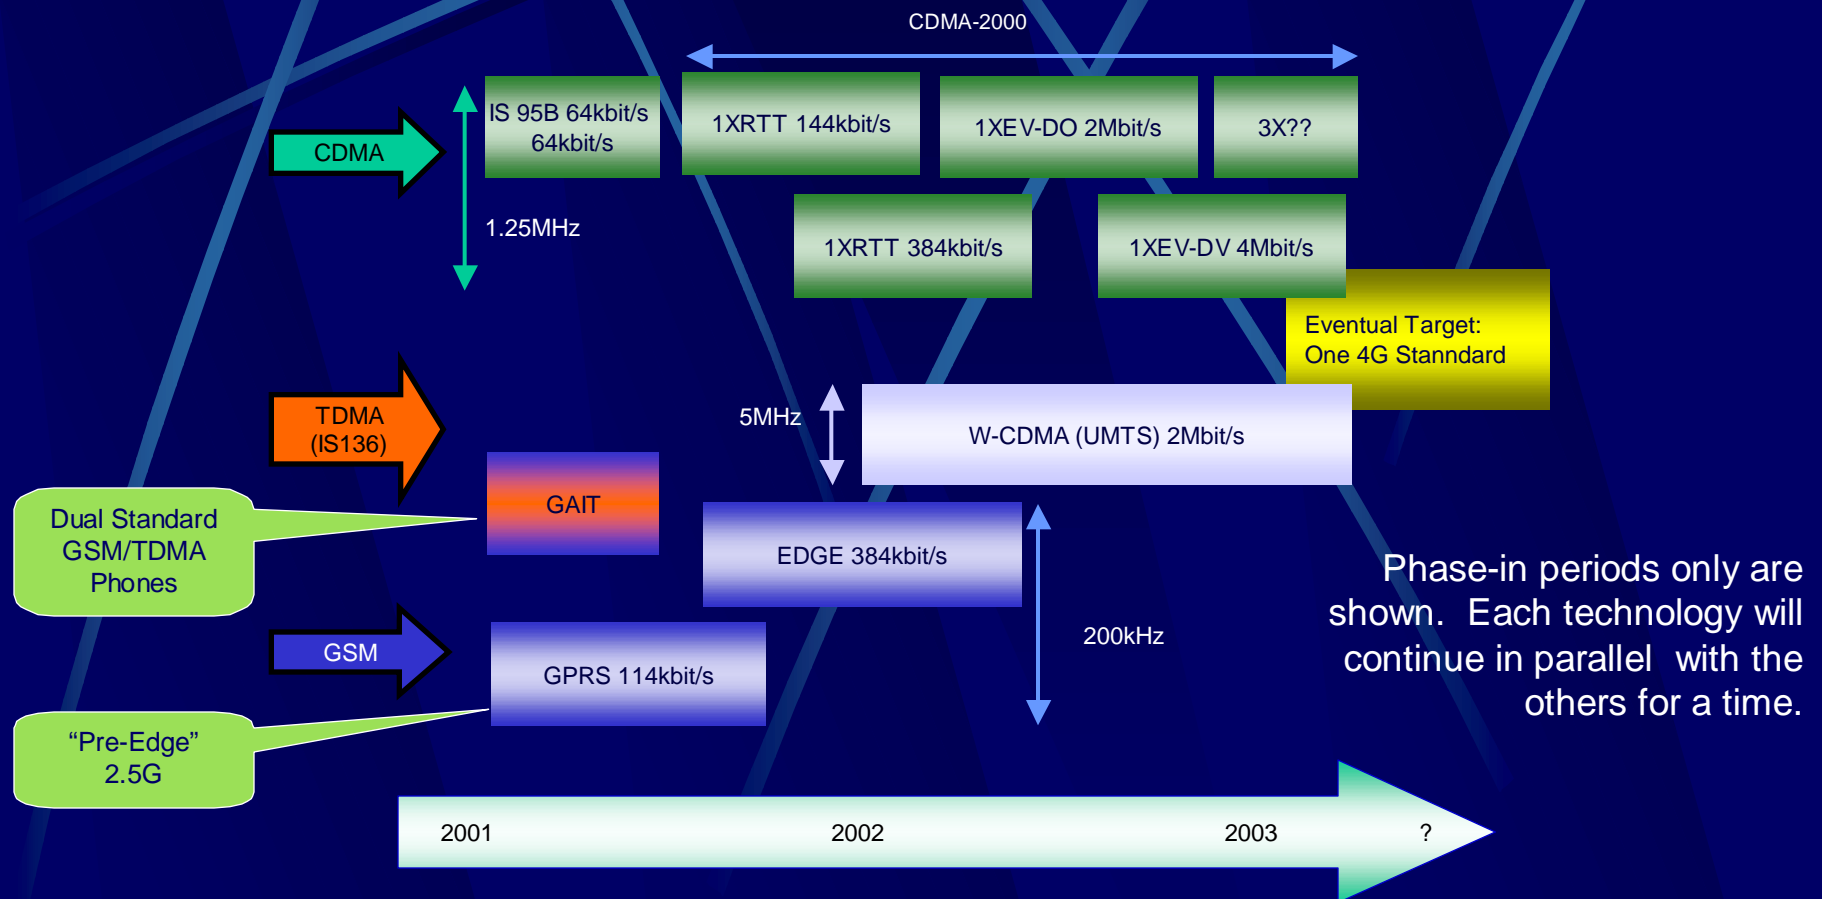 CDMA-2000
IS 95B 64kbit/s
64kbit/s
1XRTT 144kbit/s
1XEV-DO 2Mbit/s
3X??
CDMA
1.25MHz
1XRTT 384kbit/s
1XEV-DV 4Mbit/s
Eventual Target:
One 4G Stanndard
TDMA
(IS136)
5MHz
W-CDMA (UMTS) 2Mbit/s
GAIT
Dual Standard
GSM/TDMA
Phones
EDGE 384kbit/s
Phase-in periods only are
shown. Each technology will
continue in parallel with the
others for a time.
200kHz
GSM
GPRS 114kbit/s
“Pre-Edge”
2.5G
2001
2002
2003
?